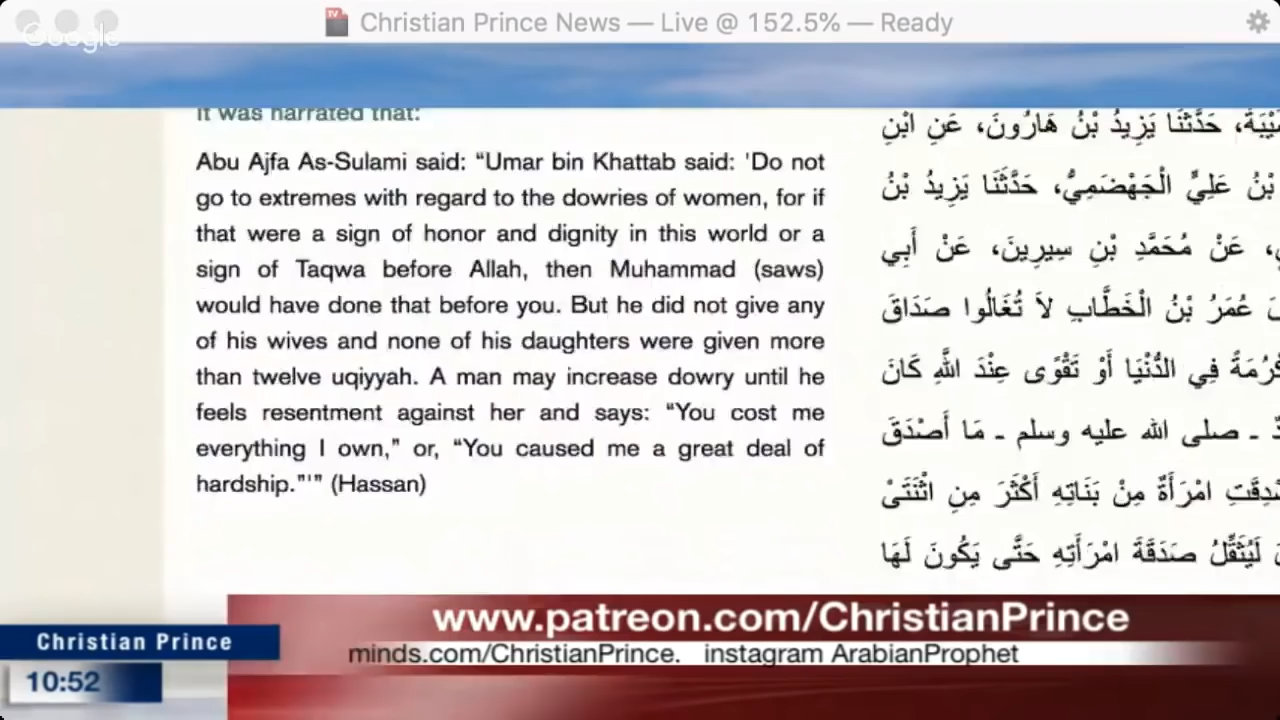 Christian Prince News — Live @ 152.5% — Ready
Google
TV
It was narrated that:
Abu Ajfa As-Sulami said: “Umar bin Khattab said: 'Do not
go to extremes with regard to the dowries of women, for if
that were a sign of honor and dignity in this world or a
sign of Taqwa before Allah, then Muhammad (saws)
would have done that before you. But he did not give any
of his wives and none of his daughters were given more
than twelve uqiyyah. A man may increase dowry until he
feels resentment against her and says: “You cost me
everything I own,” or, “You caused me a great deal of
hardship.”'” (Hassan)
حَدَّثَنَا يَزِيدُ بْنُ هَارُونَ، عَنِ ابْنِ
بْنُ عَلِيٍّ الْجَهْضَمِيُّ، حَدَّثَنَا يَزِيدُ بْنُ
عَنْ مُحَمَّدِ بْنِ سِيرِينَ، عَنْ أَبِي
عُمَرُ بْنُ الْخَطَّابِ لاَ تُغَالُوا صَدَاقَ
فِي الدُّنْيَا أَوْ تَقْوًى عِنْدَ اللَّهِ كَانَ
ـ صلى الله عليه وسلم ـ مَا أَصْدَقَ
امْرَأَةٌ مِنْ بَنَاتِهِ أَكْثَرَ مِنِ اثْنَتَىْ
لَيُثَقِّلُ صَدَقَةَ امْرَأَتِهِ حَتَّى يَكُونَ لَهَا
www.patreon.com/ChristianPrince
Christian Prince
minds.com/ChristianPrince. instagram ArabianProphet
10:52